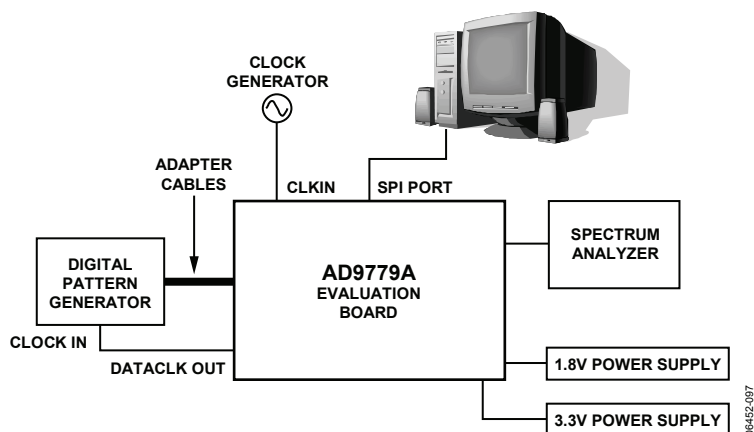 CLOCK
GENERATOR
ADAPTER
CABLES
CLKIN
SPI PORT
DIGITAL
PATTERN
GENERATOR
AD9779A
EVALUATION
BOARD
SPECTRUM
ANALYZER
CLOCK IN
DATACLK OUT
1.8V POWER SUPPLY
3.3V POWER SUPPLY
06452-097